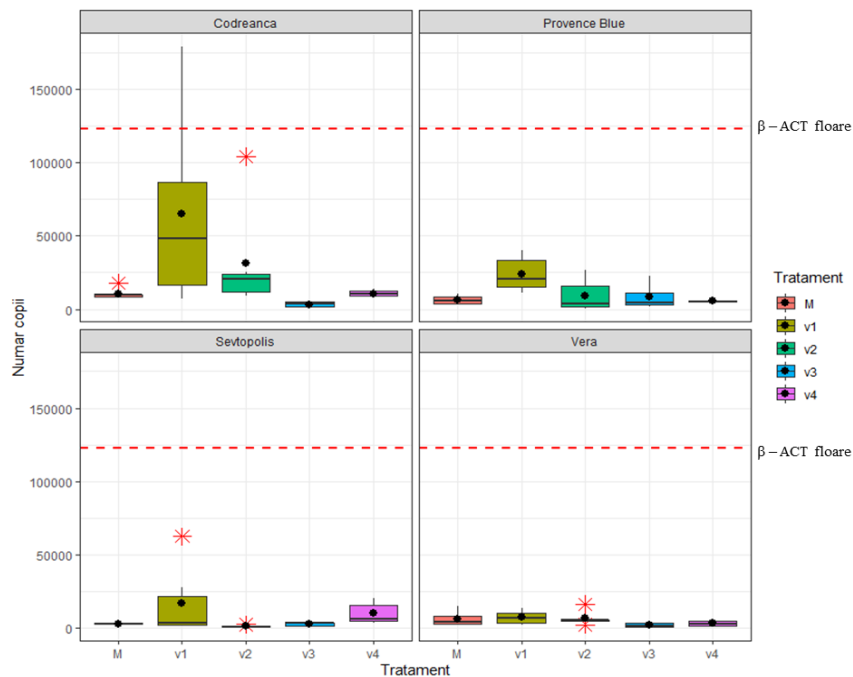 Codreanca
Provence Blue
150000
100000
50000
0
β – ACT floare
Sevtopolis
Vera
150000
100000
50000
0
β – ACT floare
M v1 v2 v3 v4
M v1 v2 v3 v4
Tratament
Numar copii
Tratament
M
v1
v2
v3
v4